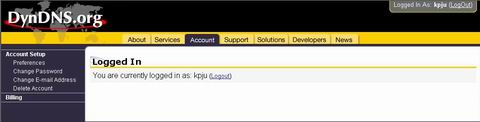 DynDNS.org
Logged In As: kpju (LogOut)
About Services Account Support Solutions Developers News
Account Setup
Preferences
Change Password
Change E-mail Address
Delete Account
Billing
Logged In
You are currently logged in as: kpju (Logout)